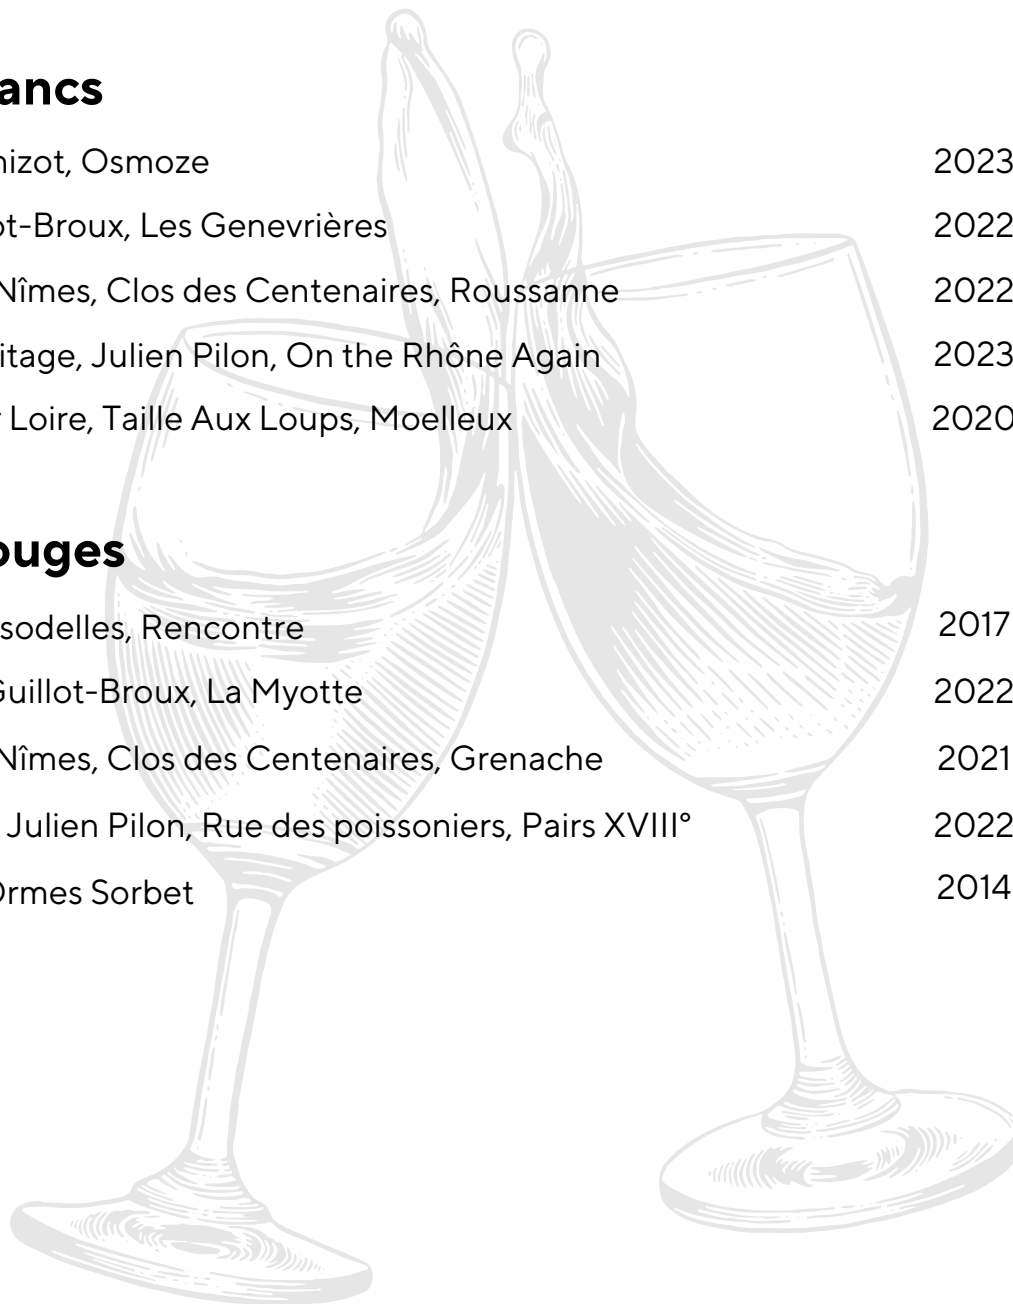 ancs
nizot, Osmoze 2023
ot-Broux, Les Genevrières 2022
Nîmes, Clos des Centenaires, Roussanne 2022
itage, Julien Pilon, On the Rhône Again 2023
r Loire, Taille Aux Loups, Moelleux 2020
ouges
sodelles, Rencontre 2017
Guillot-Broux, La Myotte 2022
Nîmes, Clos des Centenaires, Grenache 2021
Julien Pilon, Rue des poissoniers, Pairs XVIII° 2022
Ormes Sorbet 2014